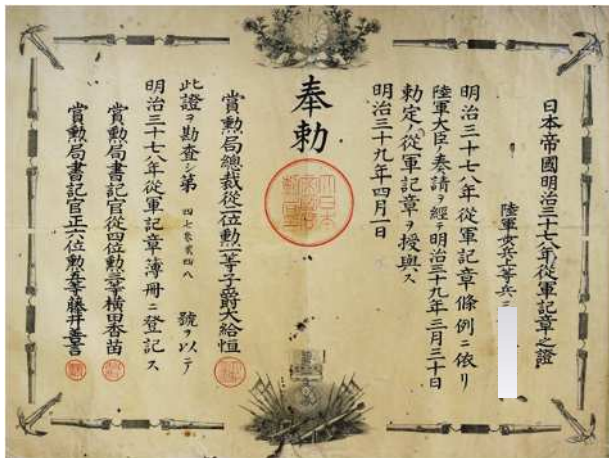 日本帝國明治三十七八年従軍記章之證
陸軍歩兵上等兵
明治三十七八年従軍記章條例ニ依リ
陸軍大臣ノ奏請ヲ經テ明治三十九年三月三十日
勅定ノ従軍記章ヲ授與ス
明治三十九年四月一日
奉勅
賞勲局總裁從二位勲一等子爵大給恒
此證ヲ勘査シ第 號ヲ以テ
明治三十七八年従軍記章簿冊ニ登記ス
賞勲局書記官從四位勲三等横田香苗
賞勲局書記官正六位勲五等藤井善言